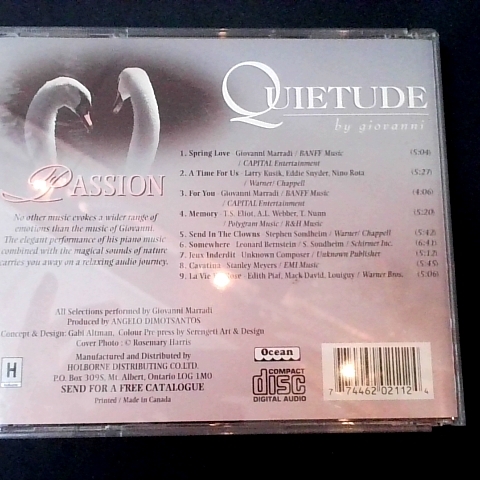 QUIETUDE
by giovanni
PASSION
No other music evokes a wider range of
emotions than the music of Giovanni.
The elegant performance of his piano music
combined with the magical sounds of nature
carries you away on a relaxing audio journey.
1. Spring Love - Giovanni Marradi / BANFF Music (5:04)
/ CAPITAL Entertainment
2. A Time For Us - Larry Kusik, Eddie Snyder, Nino Rota (5:27)
/ Warner/ Chappell
3. For You - Giovanni Marradi / BANFF Music (4:06)
/ CAPITAL Entertainment
4. Memory - T.S. Eliot, A.L. Webber, T. Nunn (5:20)
/ Polygram Music / R&H Music
5. Send In The Clowns - Stephen Sondheim / Warner/ Chappell (5:42)
6. Somewhere - Leonard Bernstein / S. Sondheim / Schirmer Inc. (6:41)
7. Jeux Inderdit - Unknown Composer / Unknown Publisher (5:12)
8. Cavatina - Stanley Meyers / EMI Music (5:45)
9. La Vie - Edith Piaf, Mack David, Louiguy / Warner Bros. (5:06)
All Selections performed by Giovanni Marradi
Produced by ANGELO DIMOTSANTOS
Concept & Design: Gabi Altman, Colour Pre press by Serengeti Art & Design
Cover Photo : © Rosemary Harris
Manufactured and Distributed by
HOLBORNE DISTRIBUTING CO.LTD.
P.O. Box 3095, Mt. Albert, Ontario L0G 1M0
SEND FOR A FREE CATALOGUE
Printed / Made in Canada
H
Ocean
COMPACT
disc
DIGITAL AUDIO
7 74462 02112 4